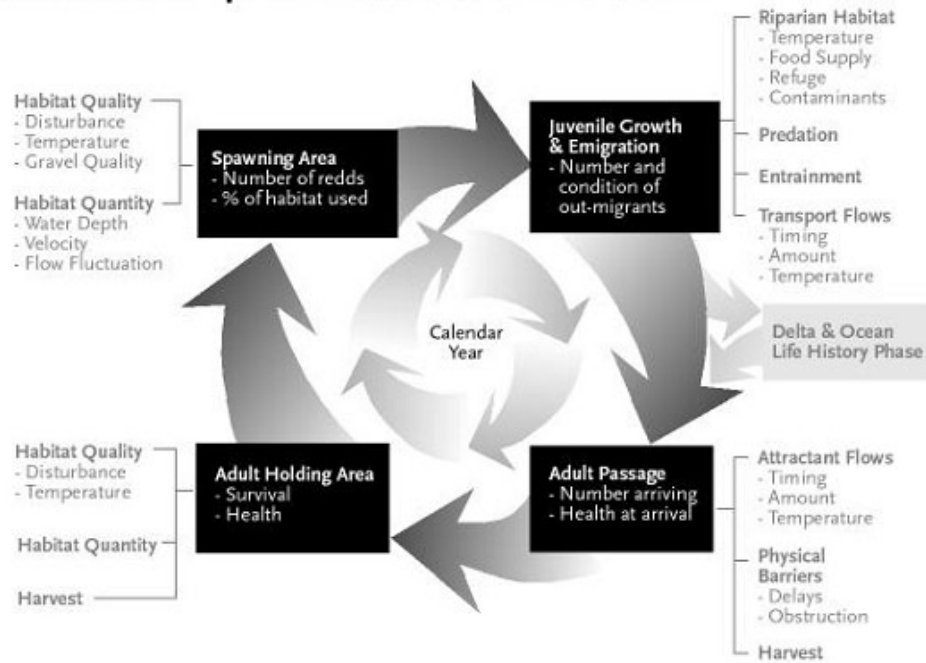 Riparian Habitat
- Temperature
- Food Supply
- Refuge
- Contaminants
Predation
Entrainment
Transport Flows
- Timing
- Amount
- Temperature
Habitat Quality
- Disturbance
- Temperature
- Gravel Quality
Habitat Quantity
- Water Depth
- Velocity
- Flow Fluctuation
Spawning Area
- Number of redds
- % of habitat used
Juvenile Growth
& Emigration
- Number and
condition of
out-migrants
Calendar
Year
Delta & Ocean
Life History Phase
Habitat Quality
- Disturbance
- Temperature
Habitat Quantity
Harvest
Adult Holding Area
- Survival
- Health
Adult Passage
- Number arriving
- Health at arrival
Attractant Flows
- Timing
- Amount
- Temperature
Physical
Barriers
- Delays
- Obstruction
Harvest